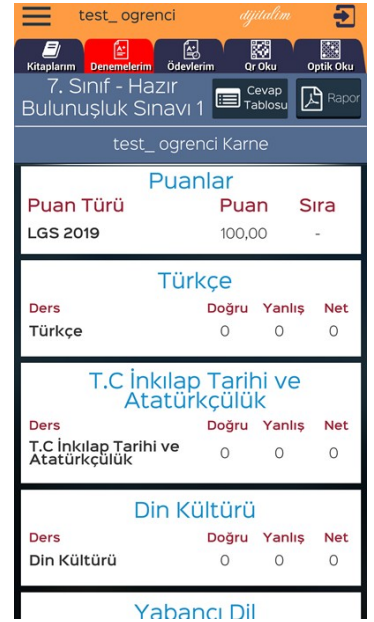 test_ ogrenci dijitalim
Kitaplarım Denemelerim Ödevlerim Qr Oku Optik Oku
7. Sınıf - Hazır
Bulunuşluk Sınavı 1
Cevap
Tablosu
Rapor
test_ ogrenci Karne
Puanlar
Puan Türü Puan Sıra
LGS 2019 100,00 -
Türkçe
Ders Doğru Yanlış Net
Türkçe 0 0 0
T.C İnkılap Tarihi ve
Atatürkçülük
Ders Doğru Yanlış Net
T.C İnkılap Tarihi ve
Atatürkçülük 0 0 0
Din Kültürü
Ders Doğru Yanlış Net
Din Kültürü 0 0 0
Yabancı Dil